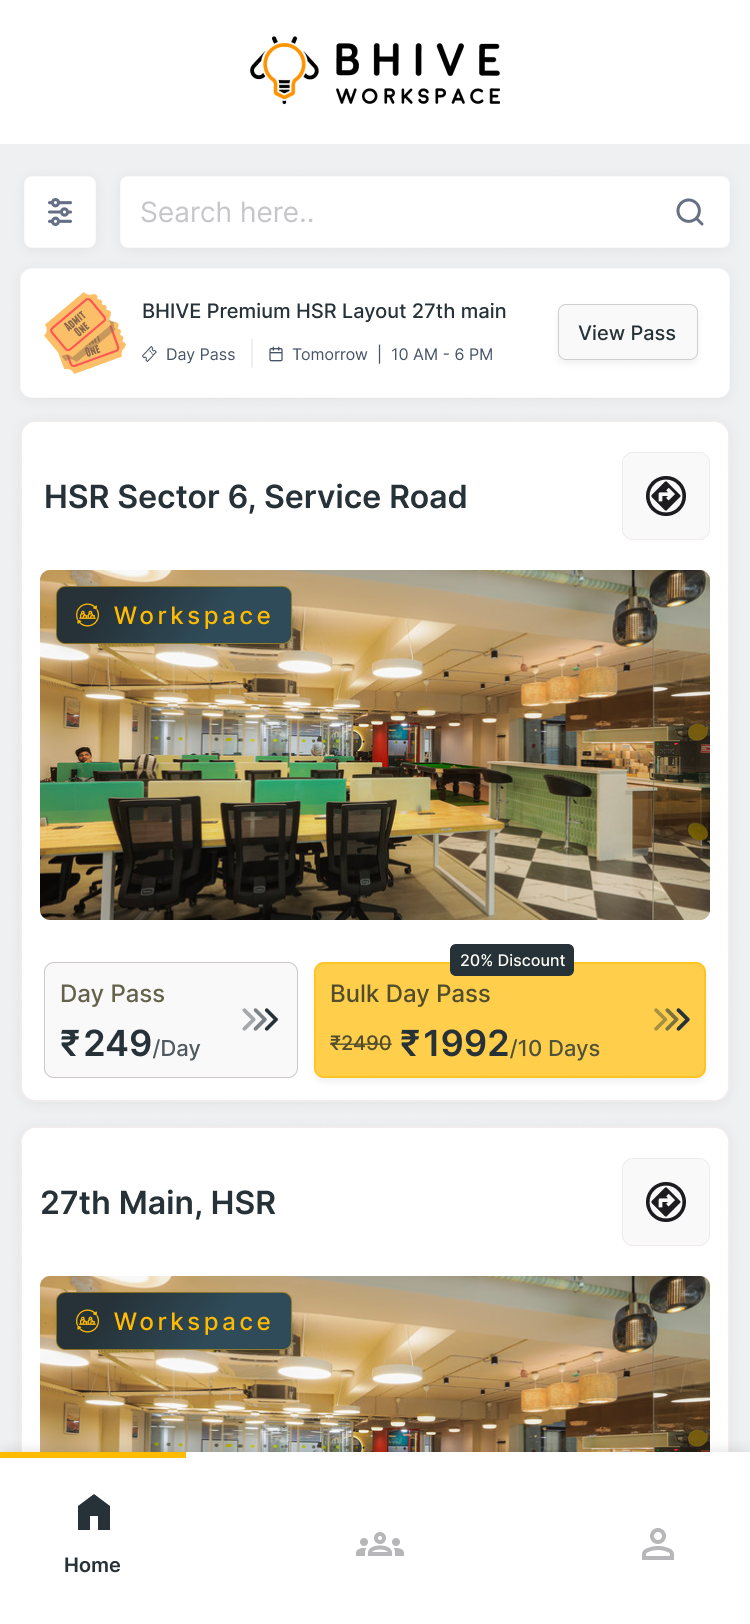 BHIVE
WORKSPACE
Search here..
BHIVE Premium HSR Layout 27th main
Day Pass
Tomorrow | 10 AM - 6 PM
View Pass
ADMIT ONE
ONE
HSR Sector 6, Service Road
Workspace
20% Discount
Day Pass
₹249/Day
Bulk Day Pass
₹2490 ₹1992/10 Days
27th Main, HSR
Workspace
Home